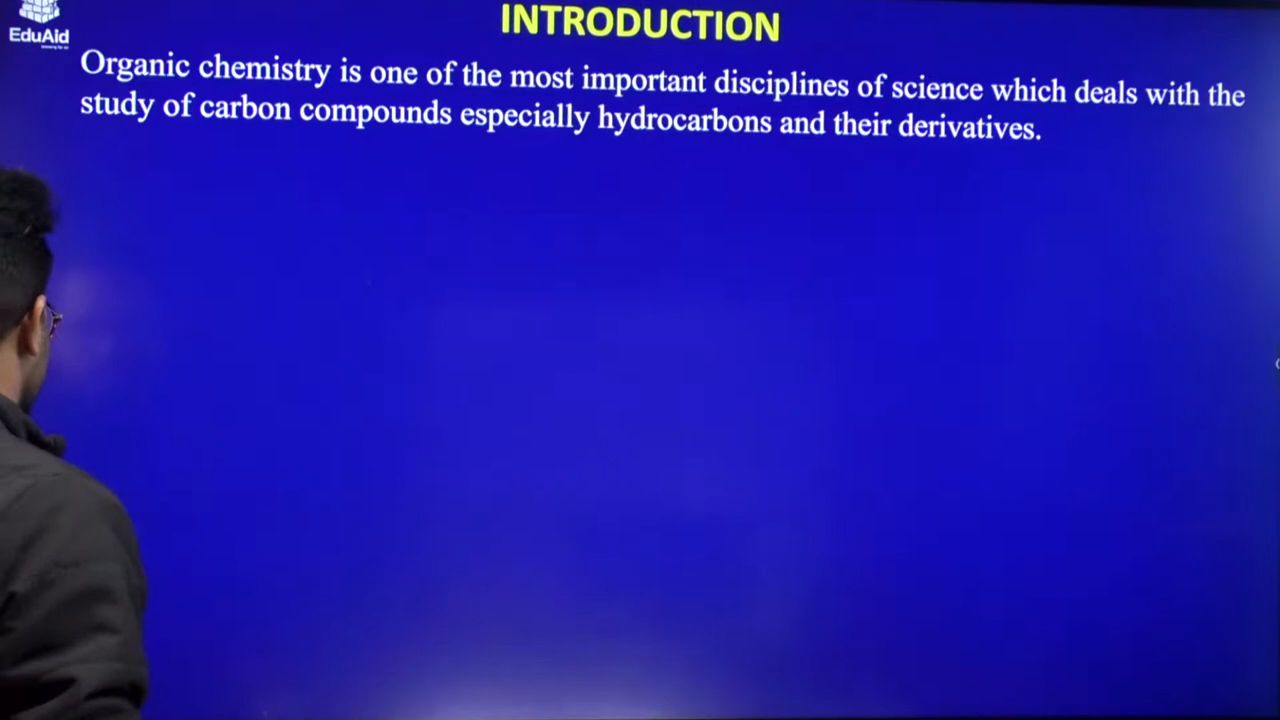 INTRODUCTION
EduAid
Organic chemistry is one of the most important disciplines of science which deals with the
study of carbon compounds especially hydrocarbons and their derivatives.